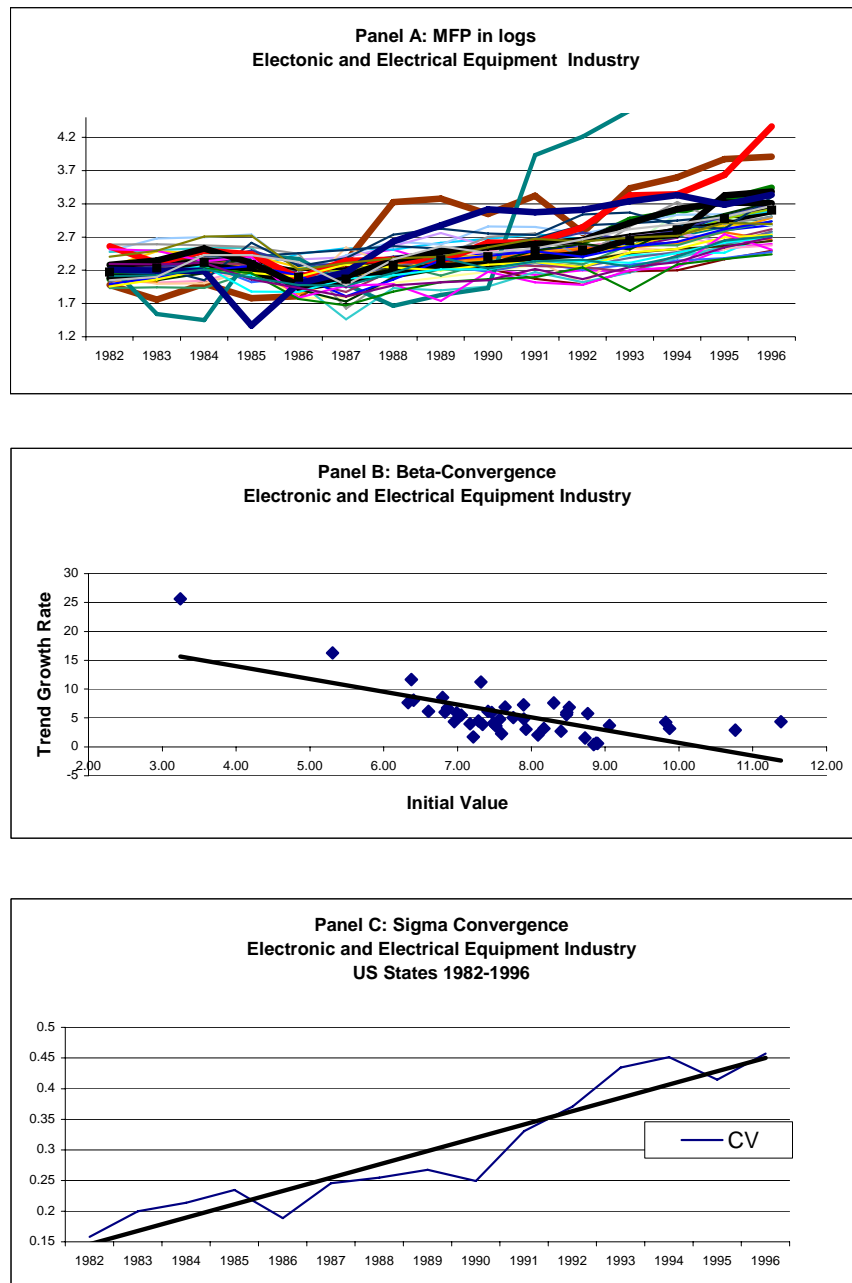 Panel A: MFP in logs
Electonic and Electrical Equipment Industry
4.2
3.7
3.2
2.7
2.2
1.7
1.2
1982 1983 1984 1985 1986 1987 1988 1989 1990 1991 1992 1993 1994 1995 1996
Panel B: Beta-Convergence
Electronic and Electrical Equipment Industry
Trend Growth Rate
30
25
20
15
10
5
0
-5
2.00 3.00 4.00 5.00 6.00 7.00 8.00 9.00 10.00 11.00 12.00
Initial Value
Panel C: Sigma Convergence
Electronic and Electrical Equipment Industry
US States 1982-1996
0.5
0.45
0.4
0.35
0.3
0.25
0.2
0.15
CV
1982 1983 1984 1985 1986 1987 1988 1989 1990 1991 1992 1993 1994 1995 1996